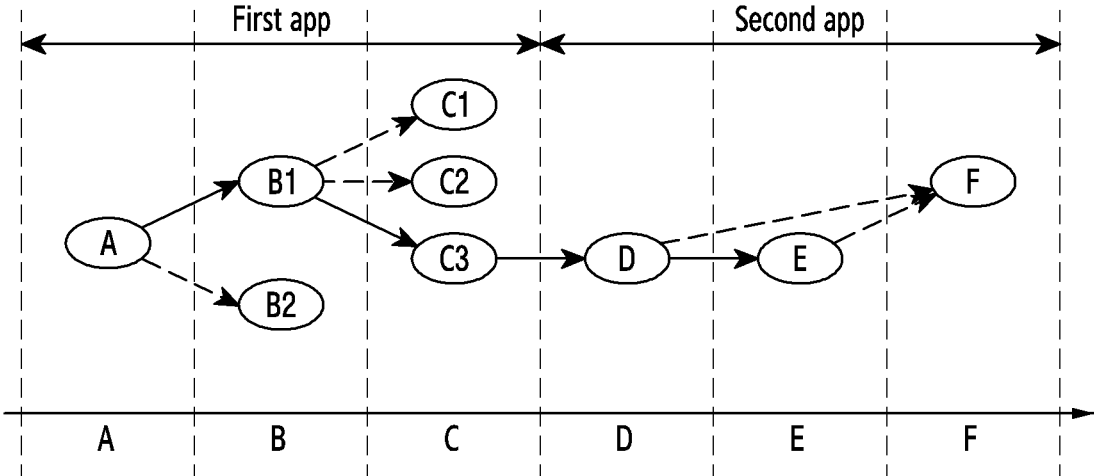 First app Second app
C1
B1 C2 F
A C3 D E
B2
A B C D E F